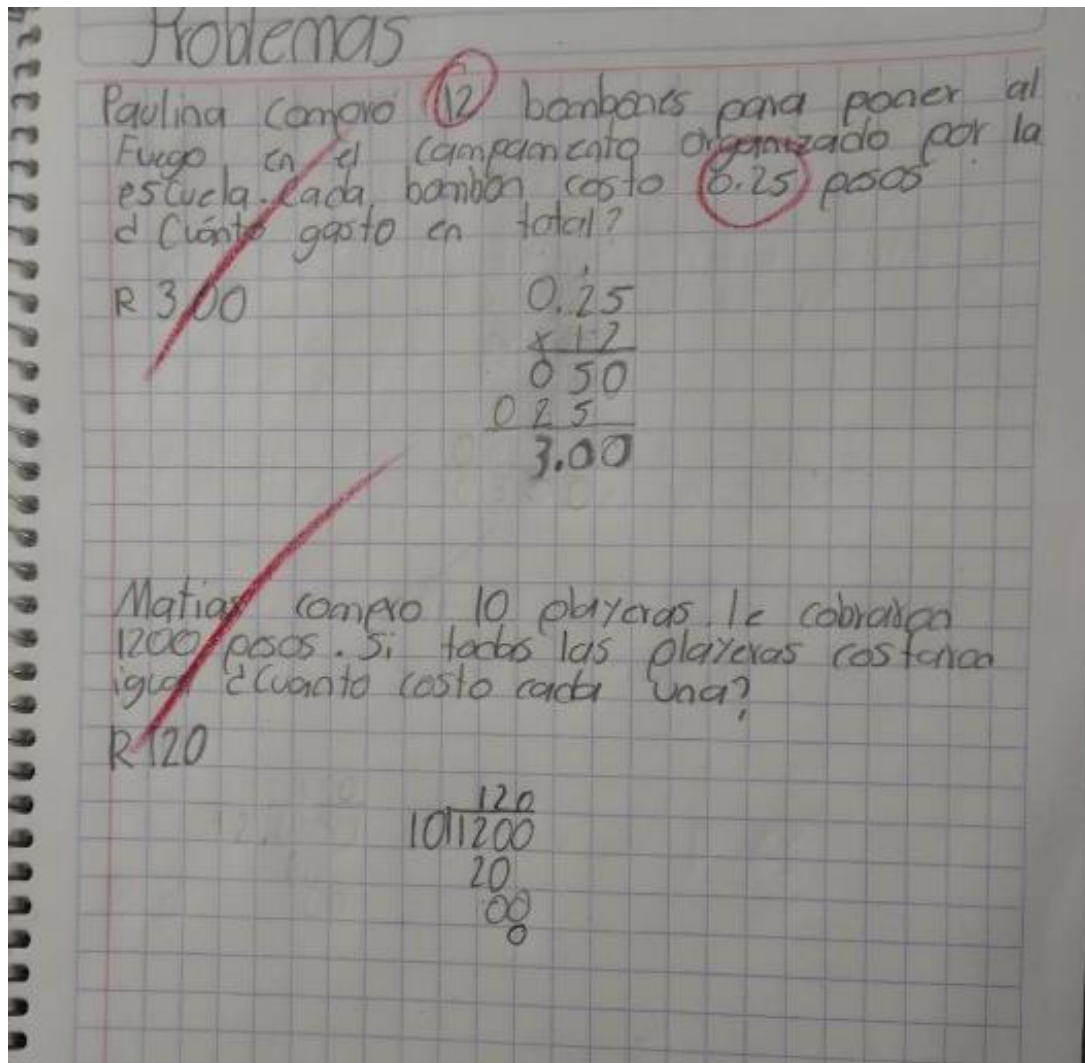 Problemas
Paulina compro 12 bombones para poner al
Fuego en el campamento organizado por la
escuela. Cada bombon costo 0.25 pesos
¿Cuánto gasto en total?
R 3.00
0.25
x12
050
025
3.00
Matias compro 10 playeras. le cobraron
1200 pesos. Si todas las playeras costaron
igual ¿Cuanto costo cada una?
R 120
120
10 1200
20
00
0